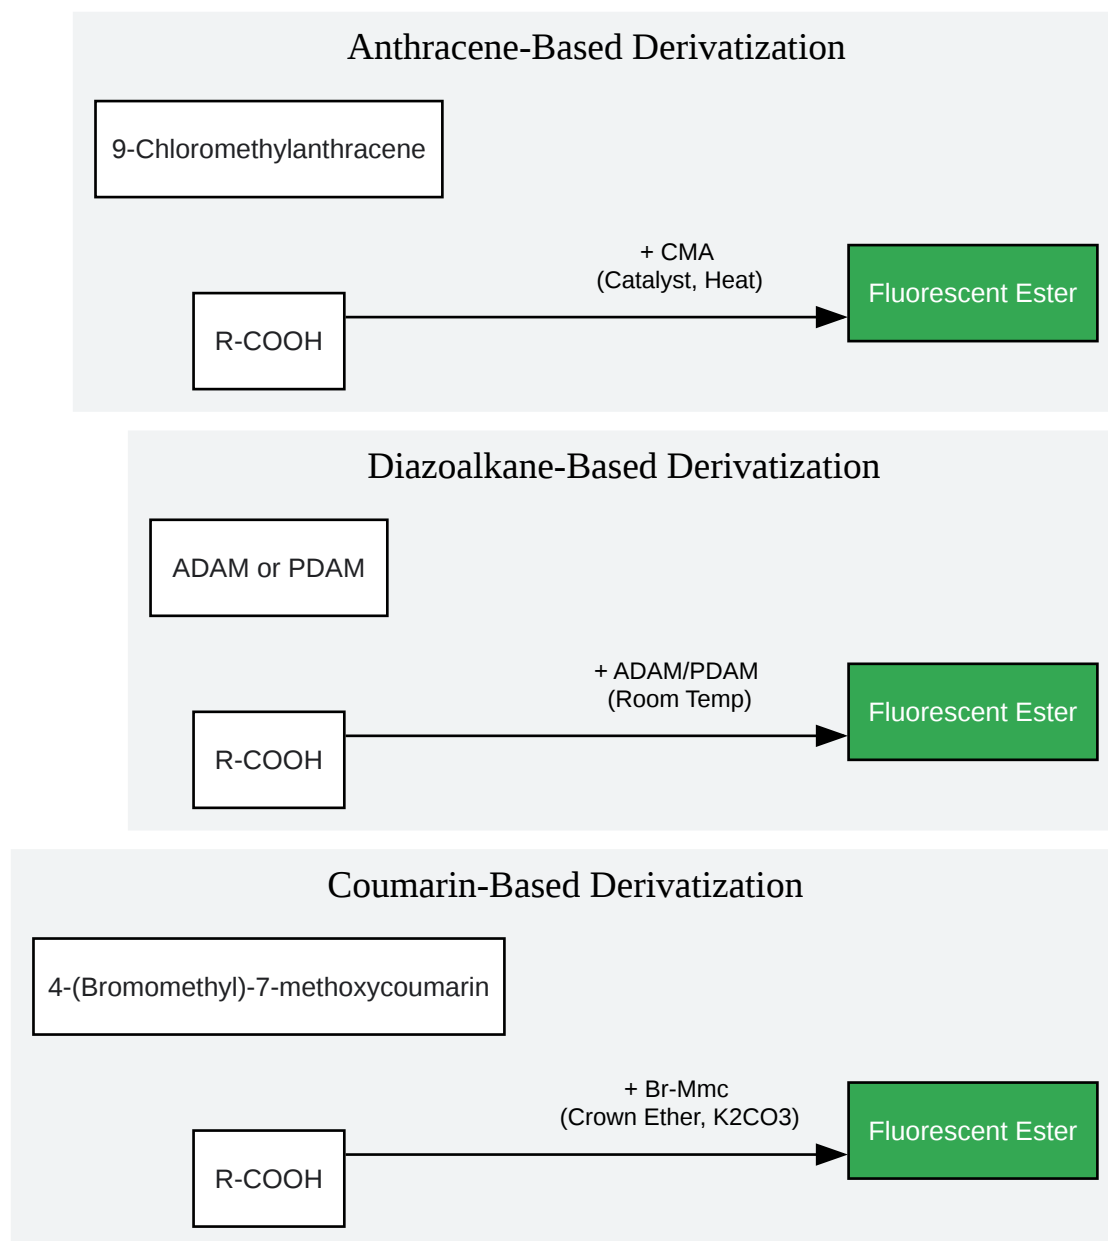 Anthracene-Based Derivatization
9-Chloromethylanthracene
+ CMA
(Catalyst, Heat)
Fluorescent Ester
R-COOH
Diazoalkane-Based Derivatization
ADAM or PDAM
+ ADAM/PDAM
(Room Temp)
Fluorescent Ester
R-COOH
Coumarin-Based Derivatization
4-(Bromomethyl)-7-methoxycoumarin
+ Br-Mmc
(Crown Ether, K2CO3)
Fluorescent Ester
R-COOH